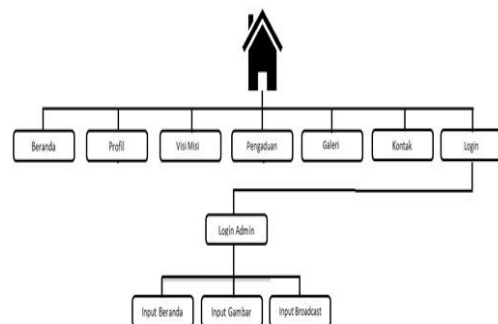 Beranda
Profil
Visi Misi
Pengaduan
Galeri
Kontak
Login
Login Admin
Input Beranda
Input Gambar
Input Broadcast